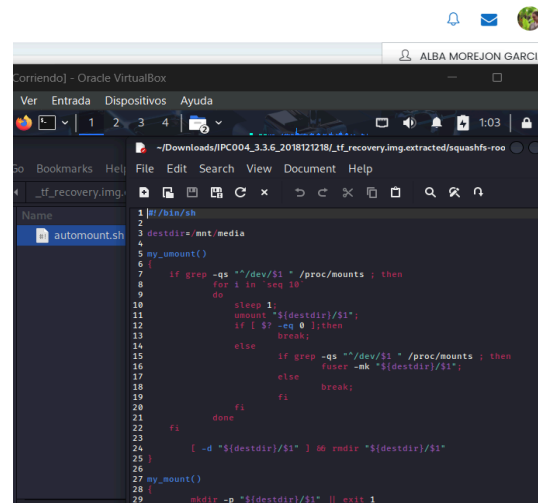 ALBA MOREJON GARCI
Corriendo] - Oracle VirtualBox
Ver Entrada Dispositivos Ayuda
1 2 3 4 1:03
~/Downloads/IPC004_3.3.6_2018121218/_tf_recovery.img.extracted/squashfs-roo
Go Bookmarks Help File Edit Search View Document Help
_tf_recovery.img.
Name
automount.sh
1 #!/bin/sh
2
3 destdir=/mnt/media
4
5 my_umount()
6 {
7 if grep -qs "^/dev/$1 " /proc/mounts ; then
8 for i in `seq 10`
9 do
10 sleep 1;
11 umount "${destdir}/$1";
12 if [ $? -eq 0 ];then
13 break;
14 else
15 if grep -qs "^/dev/$1 " /proc/mounts ; then
16 fuser -mk "${destdir}/$1";
17 else
18 break;
19 fi
20 fi
21 done
22 fi
23
24 [ -d "${destdir}/$1" ] && rmdir "${destdir}/$1"
25 }
26
27 my_mount()
28 {
29 mkdir -p "${destdir}/$1" || exit 1